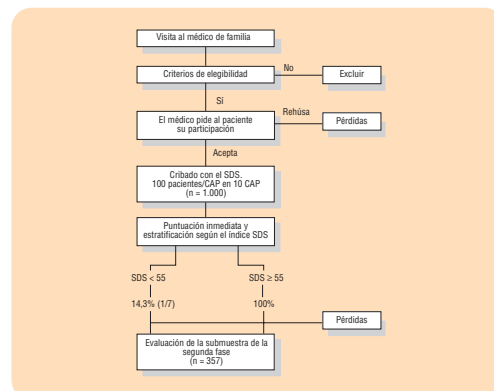 Visita al médico de familia
Criterios de elegibilidad
No
Excluir
Sí
El médico pide al paciente
su participación
Rehúsa
Pérdidas
Acepta
Cribado con el SDS.
100 pacientes/CAP en 10 CAP
(n = 1.000)
Puntuación inmediata y
estratificación según el índice SDS
SDS < 55
SDS ≥ 55
14,3% (1/7)
100%
Pérdidas
Evaluación de la submuestra de la
segunda fase
(n = 357)